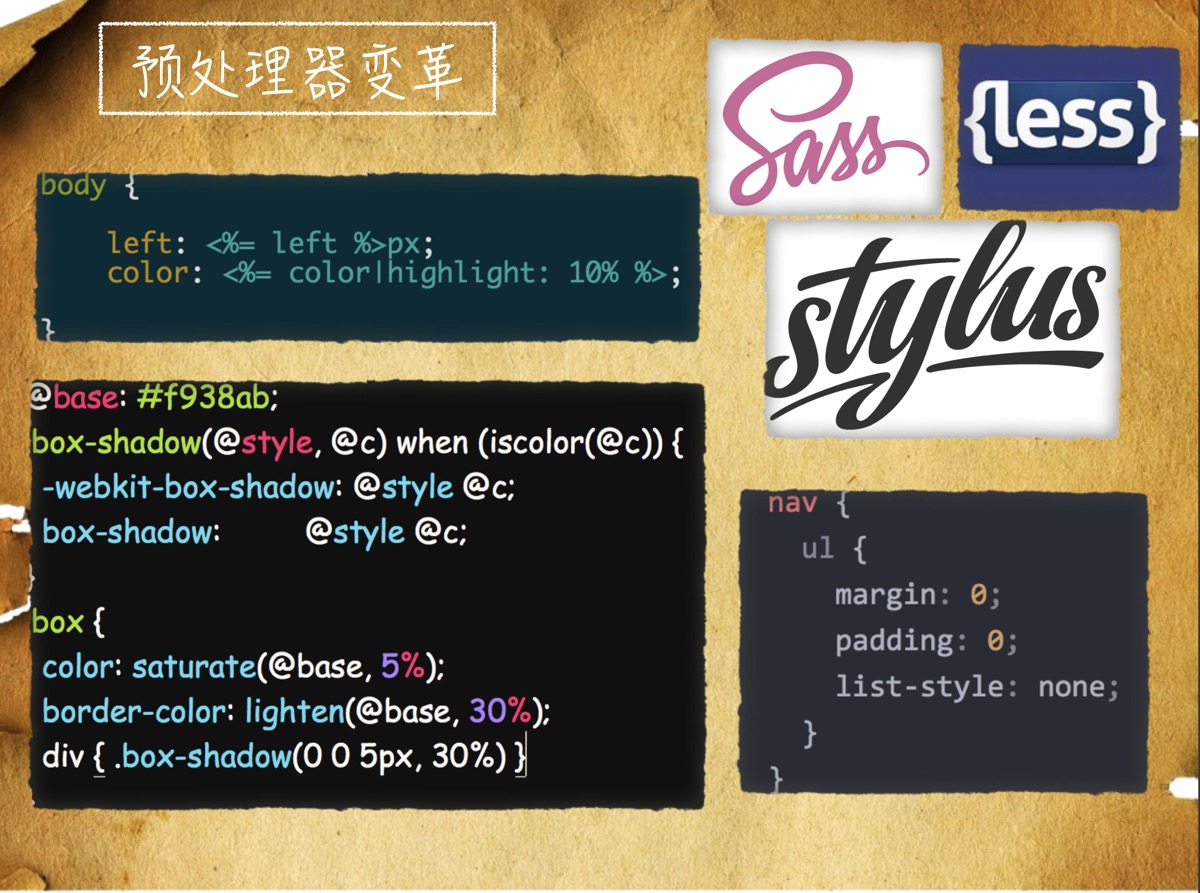 预处理器变革
Sass
{less}
stylus
body {
left: <%= left %>px;
color: <%= color|highlight: 10% %>;
}
@base: #f938ab;
box-shadow(@style, @c) when (iscolor(@c)) {
-webkit-box-shadow: @style @c;
box-shadow: @style @c;
}
box {
color: saturate(@base, 5%);
border-color: lighten(@base, 30%);
div { .box-shadow(0 0 5px, 30%) }
nav {
ul {
margin: 0;
padding: 0;
list-style: none;
}
}